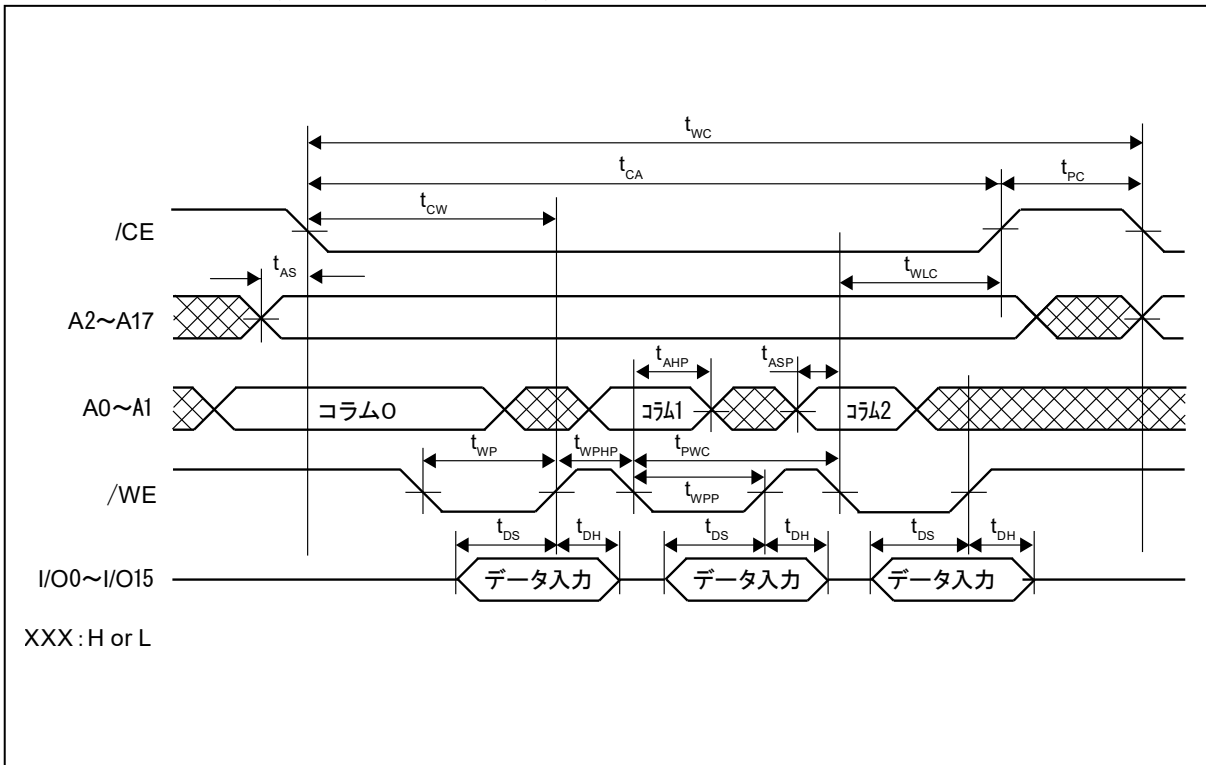 tWC
tCA
tPC
tCW
/CE
tAS
tWLC
A2～A17
tAHP
tASP
A0～A1
コラム0
コラム1
コラム2
tWP
tWPHP
tPWC
/WE
tWPP
tDS
tDH
tDS
tDH
tDS
tDH
I/O0～I/O15
データ入力
データ入力
データ入力
XXX : H or L